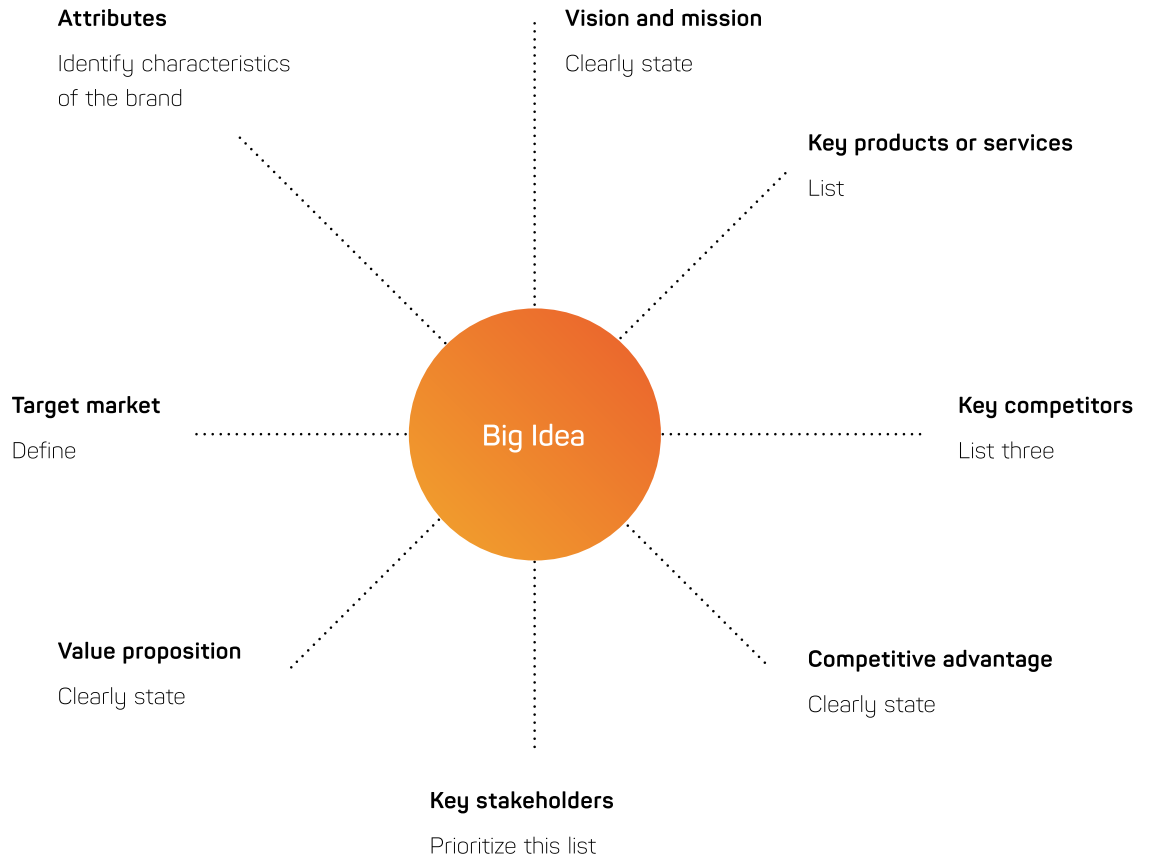 Attributes
Identify characteristics
of the brand
Vision and mission
Clearly state
Key products or services
List
Target market
Define
Big Idea
Key competitors
List three
Value proposition
Clearly state
Competitive advantage
Clearly state
Key stakeholders
Prioritize this list